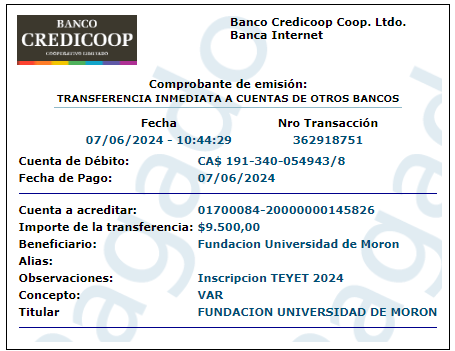 BANCO
CREDICOOP
COOPERATIVO LIMITADO
Banco Credicoop Coop. Ltdo.
Banca Internet
Comprobante de emisión:
TRANSFERENCIA INMEDIATA A CUENTAS DE OTROS BANCOS
Fecha Nro Transacción
07/06/2024 - 10:44:29 362918751
Cuenta de Débito: CA$ 191-340-054943/8
Fecha de Pago: 07/06/2024
Cuenta a acreditar: 01700084-20000000145826
Importe de la transferencia: $9.500,00
Beneficiario: Fundacion Universidad de Moron
Alias:
Observaciones: Inscripcion TEYET 2024
Concepto: VAR
Titular FUNDACION UNIVERSIDAD DE MORON